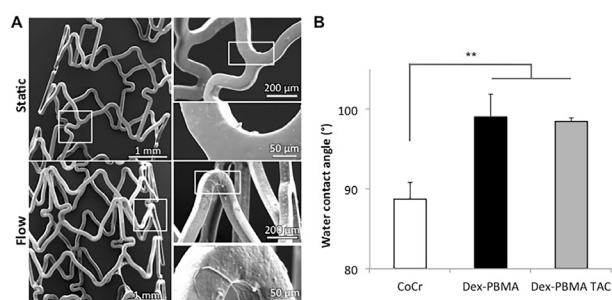 A
Static
1 mm
200 μm
50 μm
Flow
1 mm
200 μm
50 μm
B
**
Water contact angle (°)
100
90
80
CoCr
Dex-PBMA
Dex-PBMA TAC